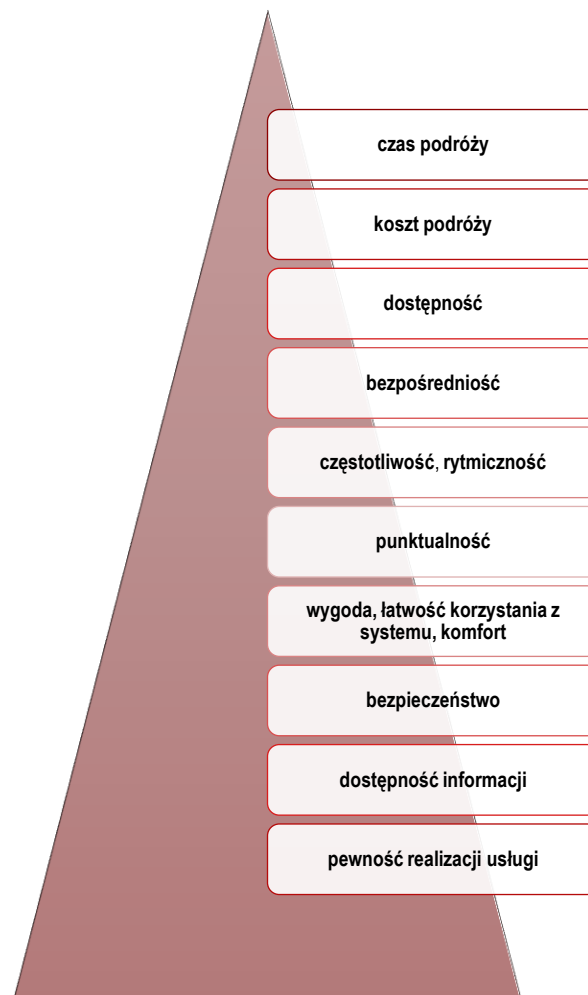 czas podróży
koszt podróży
dostępność
bezpośredniość
częstotliwość, rytmiczność
punktualność
wygoda, łatwość korzystania z
systemu, komfort
bezpieczeństwo
dostępność informacji
pewność realizacji usługi